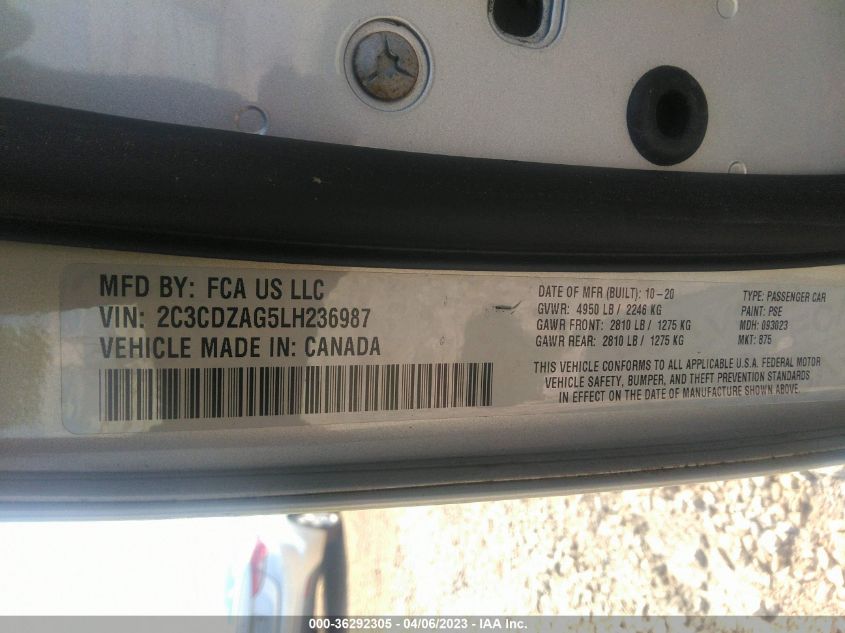 MFD BY: FCA US LLC
VIN: 2C3CDZAG5LH236987
VEHICLE MADE IN: CANADA
DATE OF MFR (BUILT): 10-20
GVWR: 4950 LB / 2246 KG
GAWR FRONT: 2810 LB / 1275 KG
GAWR REAR: 2810 LB / 1275 KG
TYPE: PASSENGER CAR
PAINT: PSE
MDH: 093023
MKT: 875
THIS VEHICLE CONFORMS TO ALL APPLICABLE U.S.A. FEDERAL MOTOR
VEHICLE SAFETY, BUMPER, AND THEFT PREVENTION STANDARDS
IN EFFECT ON THE DATE OF MANUFACTURE SHOWN ABOVE.
000-36292305 - 04/06/2023 - IAA Inc.